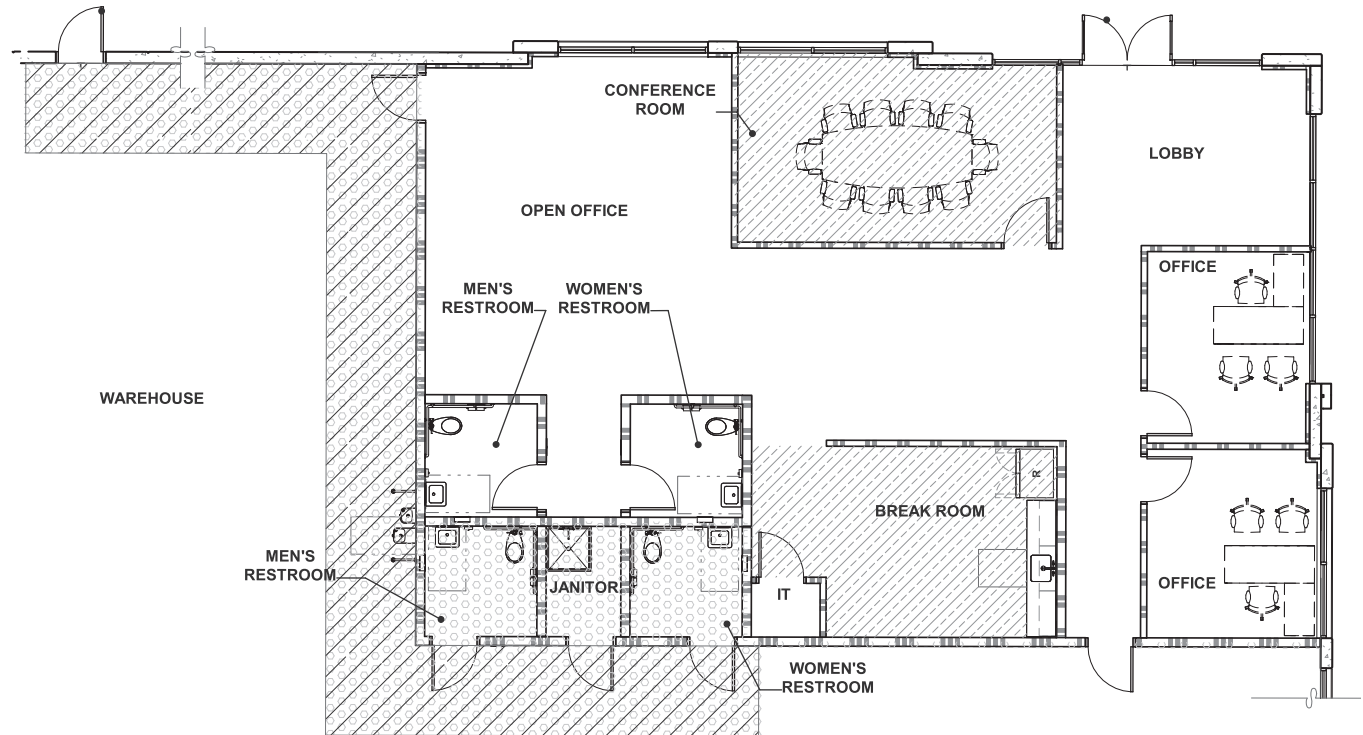 CONFERENCE
ROOM
LOBBY
OPEN OFFICE
OFFICE
MEN'S
RESTROOM
WOMEN'S
RESTROOM
WAREHOUSE
R
BREAK ROOM
MEN'S
RESTROOM
JANITOR
IT
OFFICE
WOMEN'S
RESTROOM